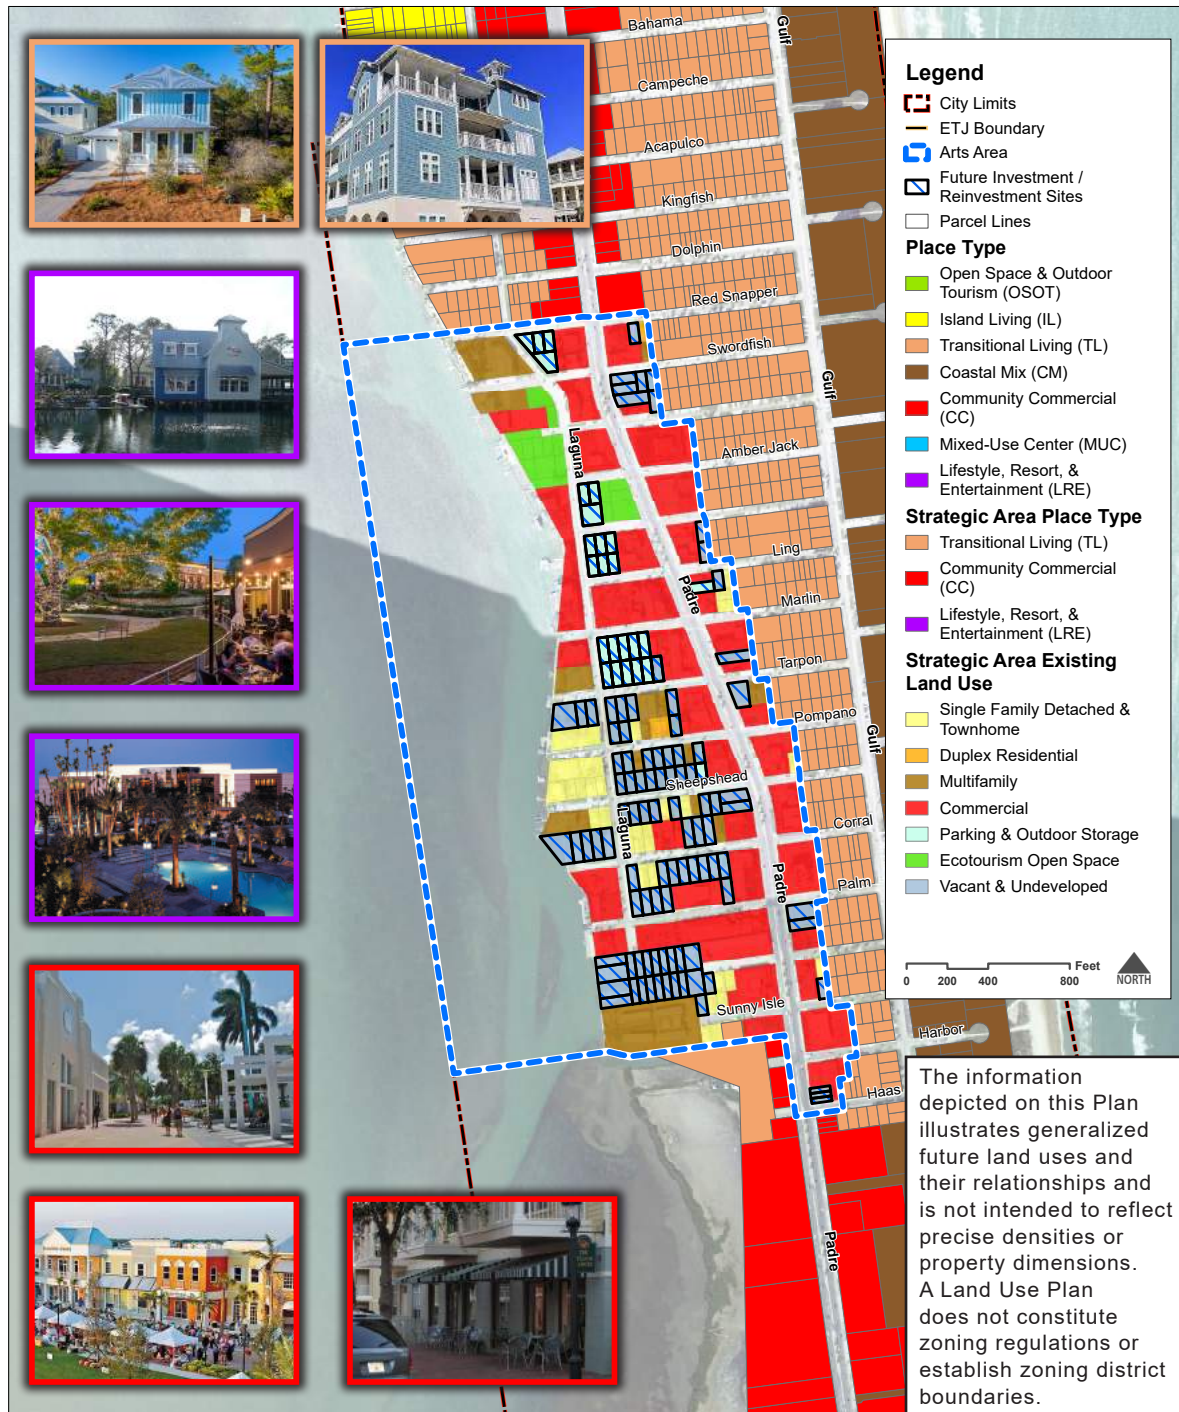 Bahama
Gulf
Campeche
Acapulco
Kingfish
Dolphin
Red Snapper
Swordfish
Gulf
Amber Jack
Laguna
Ling
Padre
Marlin
Tarpon
Pompano
Gulf
Sheepshead
Laguna
Corral
Padre
Palm
Sunny Isle
Harbor
Haas
Padre
Legend
City Limits
ETJ Boundary
Arts Area
Future Investment /
Reinvestment Sites
Parcel Lines
Place Type
Open Space & Outdoor
Tourism (OSOT)
Island Living (IL)
Transitional Living (TL)
Coastal Mix (CM)
Community Commercial
(CC)
Mixed-Use Center (MUC)
Lifestyle, Resort, &
Entertainment (LRE)
Strategic Area Place Type
Transitional Living (TL)
Community Commercial
(CC)
Lifestyle, Resort, &
Entertainment (LRE)
Strategic Area Existing
Land Use
Single Family Detached &
Townhome
Duplex Residential
Multifamily
Commercial
Parking & Outdoor Storage
Ecotourism Open Space
Vacant & Undeveloped
Feet
0 200 400 800
NORTH
The information
depicted on this Plan
illustrates generalized
future land uses and
their relationships and
is not intended to reflect
precise densities or
property dimensions.
A Land Use Plan
does not constitute
zoning regulations or
establish zoning district
boundaries.